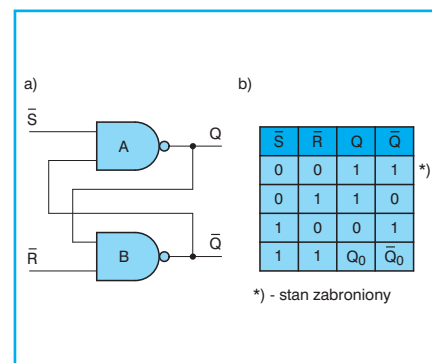 a)
S̅
A
Q
R̅
B
Q̅
b)
S̅ R̅ Q Q̅
0 0 1 1 *)
0 1 1 0
1 0 0 1
1 1 Q₀ Q̅₀
*) - stan zabroniony